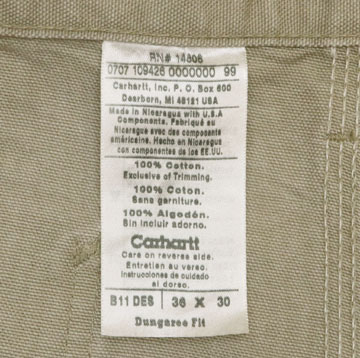 RN# 14806
0707 109426 0000000 99
Carhartt, Inc. P.O. Box 600
Dearborn, MI 48121 USA
Made in Nicaragua with U.S.A
Components. Fabriqué au
Nicaragua avec des composants
américains. Hecho en Nicaragua
con componentes de los EE.UU.
100% Cotton.
Exclusive of Trimming.
100% Coton.
Sans garniture.
100% Algodón.
Sin incluir adorno.
Carhartt
Care on reverse side.
Entretien au verso.
Instrucciones de cuidado
al dorso.
B11 DES 36 X 30
Dungaree Fit